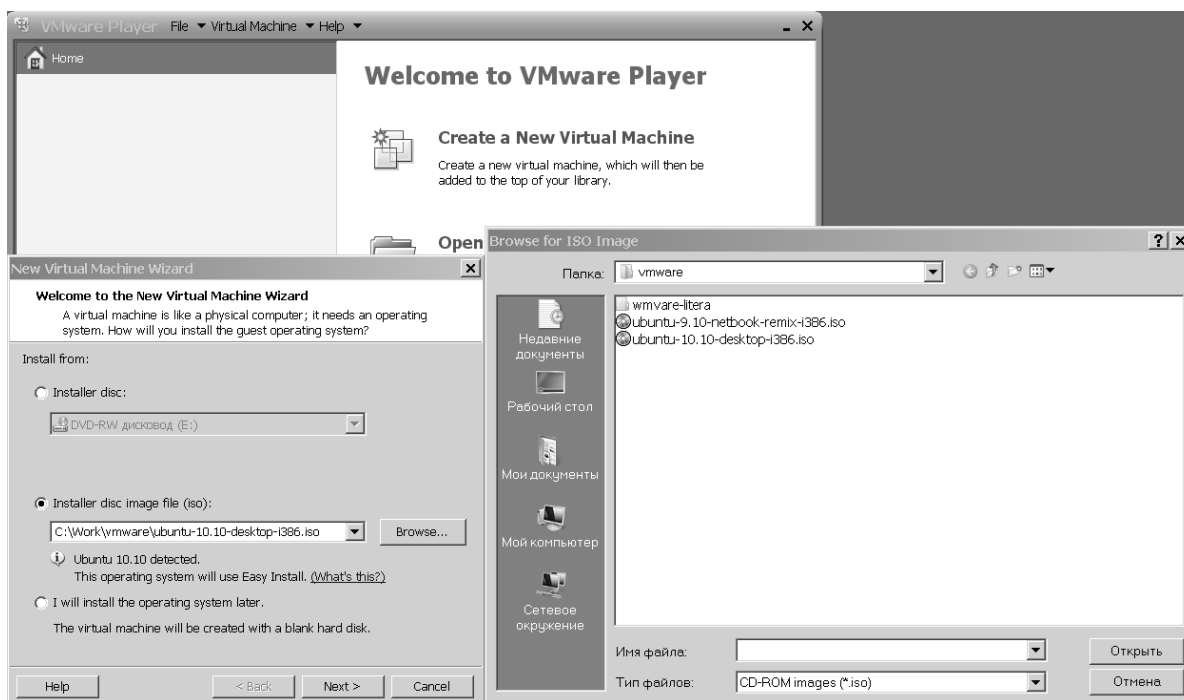 VMware Player File Virtual Machine Help
Home
Welcome to VMware Player
Create a New Virtual Machine
Create a new virtual machine, which will then be
added to the top of your library.
Open
New Virtual Machine Wizard
Welcome to the New Virtual Machine Wizard
A virtual machine is like a physical computer; it needs an operating
system. How will you install the guest operating system?
Install from:
Installer disc:
DVD-RW дисковод (E:)
Installer disc image file (iso):
C:\Work\vmware\ubuntu-10.10-desktop-i386.iso
Browse...
Ubuntu 10.10 detected.
This operating system will use Easy Install. (What's this?)
I will install the operating system later.
The virtual machine will be created with a blank hard disk.
Help
< Back
Next >
Cancel
Browse for ISO Image
Папка: vmware
wmvare-litera
ubuntu-9.10-netbook-remix-i386.iso
ubuntu-10.10-desktop-i386.iso
Недавние
документы
Рабочий стол
Мои документы
Мой компьютер
Сетевое
окружение
Имя файла:
Открыть
Тип файлов: CD-ROM images (*.iso)
Отмена